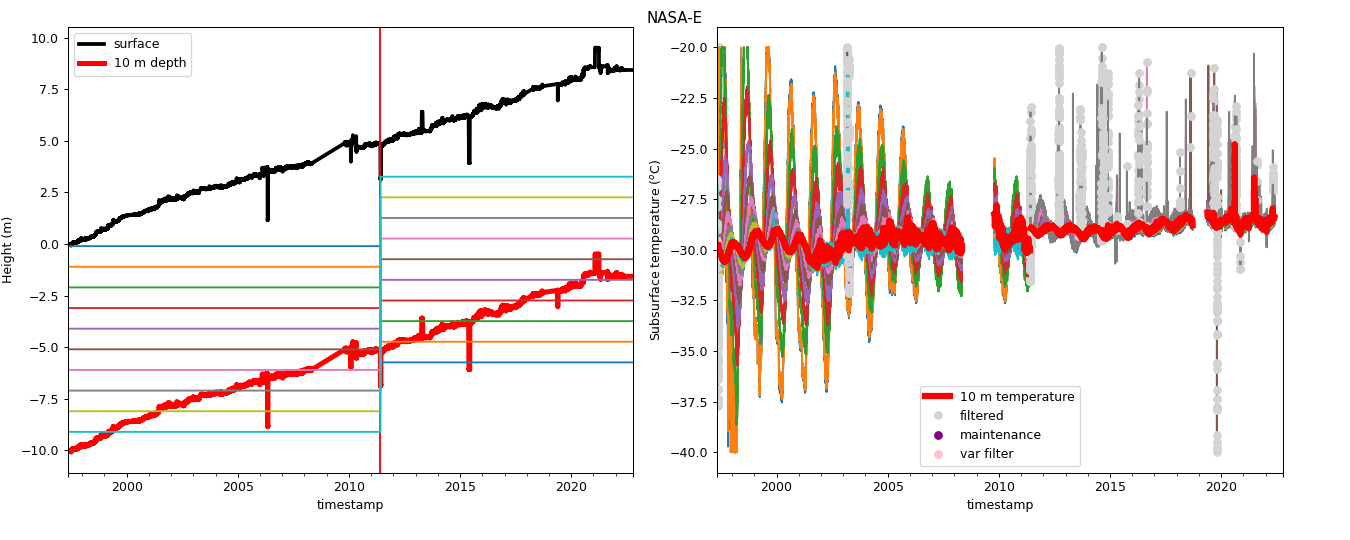 NASA-E
surface
10 m depth
10.0
7.5
5.0
2.5
0.0
−2.5
−5.0
−7.5
−10.0
Height (m)
2000
2005
2010
2015
2020
timestamp
−20.0
−22.5
−25.0
−27.5
−30.0
−32.5
−35.0
−37.5
−40.0
Subsurface temperature (°C)
10 m temperature
filtered
maintenance
var filter
2000
2005
2010
2015
2020
timestamp